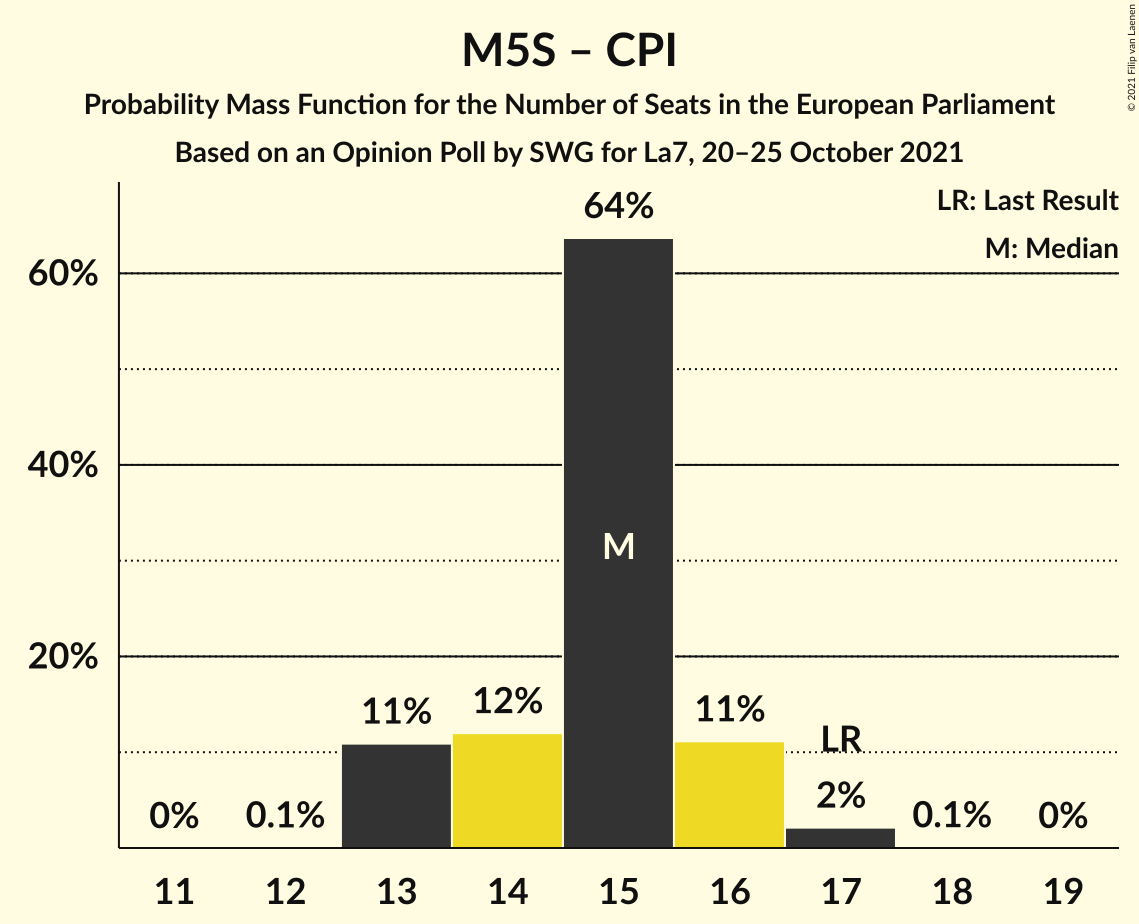 M5S – CPI
Probability Mass Function for the Number of Seats in the European Parliament
Based on an Opinion Poll by SWG for La7, 20–25 October 2021
© 2021 Filip van Laenen
LR: Last Result
M: Median
60%
40%
20%
0%
0.1%
11%
12%
64%
M
11%
LR
2%
0.1%
0%
11 12 13 14 15 16 17 18 19